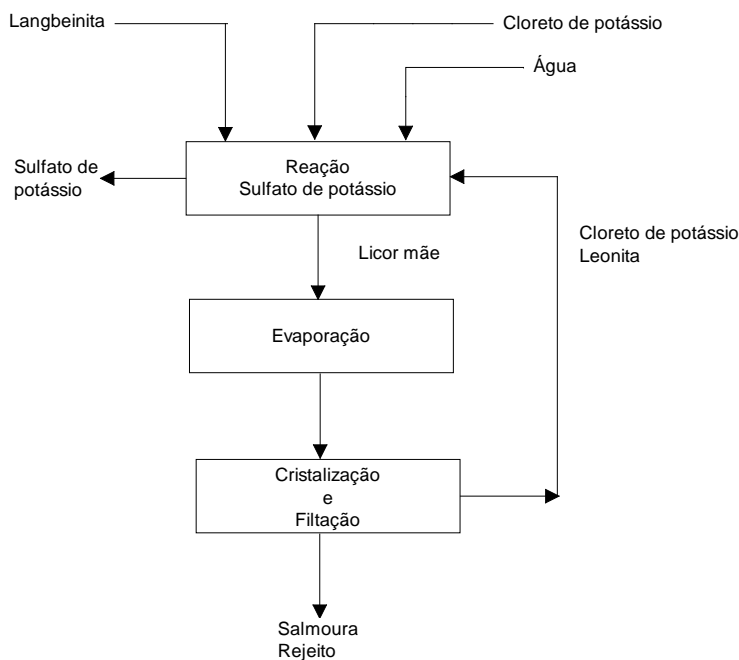 Langbeinita
Cloreto de potássio
Água
Reação
Sulfato de potássio
Sulfato de
potássio
Licor mãe
Cloreto de potássio
Leonita
Evaporação
Cristalização
e
Filtação
Salmoura
Rejeito